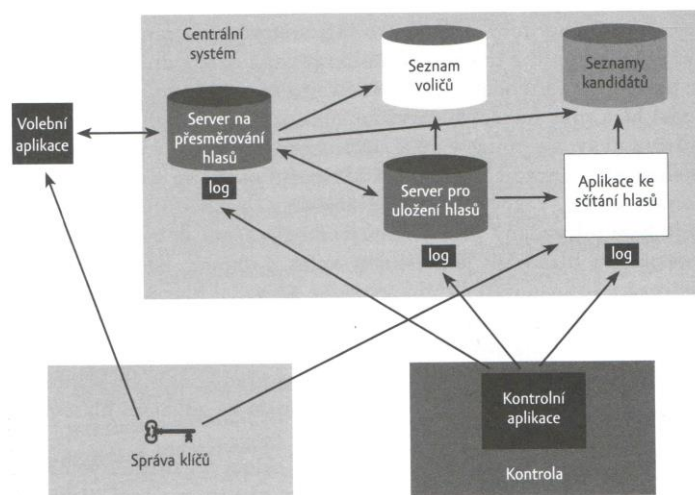 Centrální
systém
Seznam
voličů
Seznamy
kandidátů
Volební
aplikace
Server na
přesměrování
hlasů
log
Server pro
uložení hlasů
log
Aplikace ke
sčítání hlasů
log
Správa klíčů
Kontrolní
aplikace
Kontrola